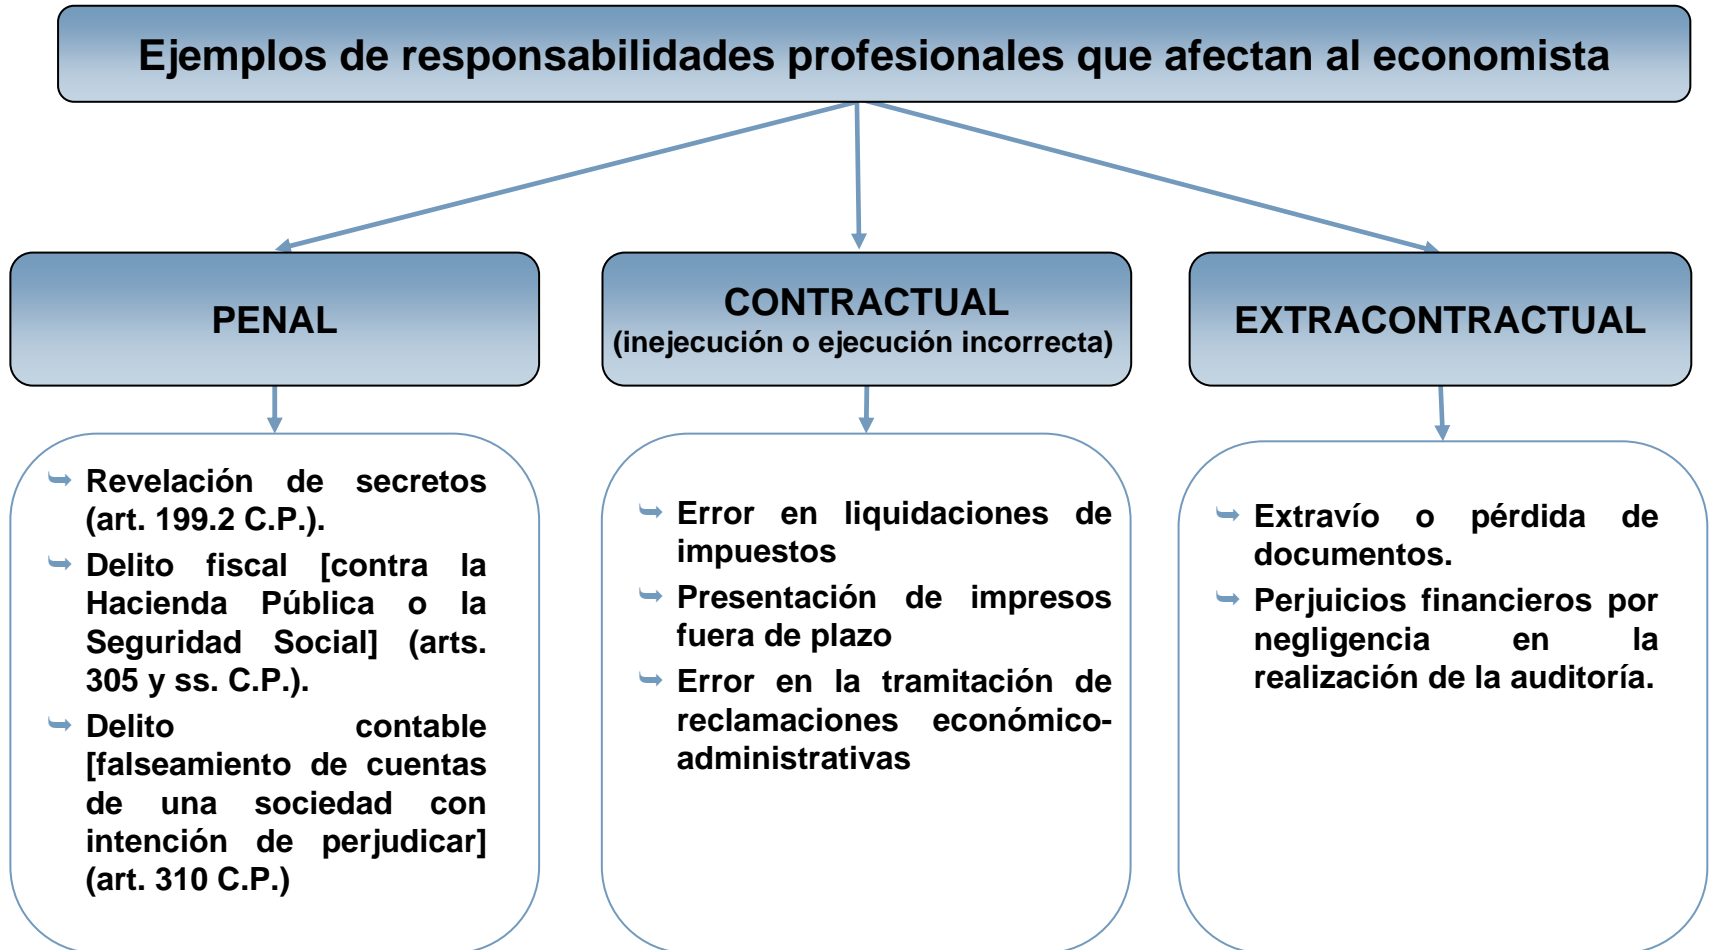 Ejemplos de responsabilidades profesionales que afectan al economista
PENAL
Revelación de secretos
(art. 199.2 C.P.).
Delito fiscal [contra la
Hacienda Pública o la
Seguridad Social] (arts.
305 y ss. C.P.).
Delito contable
[falseamiento de cuentas
de una sociedad con
intención de perjudicar]
(art. 310 C.P.)
CONTRACTUAL
(inejecución o ejecución incorrecta)
Error en liquidaciones de
impuestos
Presentación de impresos
fuera de plazo
Error en la tramitación de
reclamaciones económico-
administrativas
EXTRACONTRACTUAL
Extravío o pérdida de
documentos.
Perjuicios financieros por
negligencia en la
realización de la auditoría.